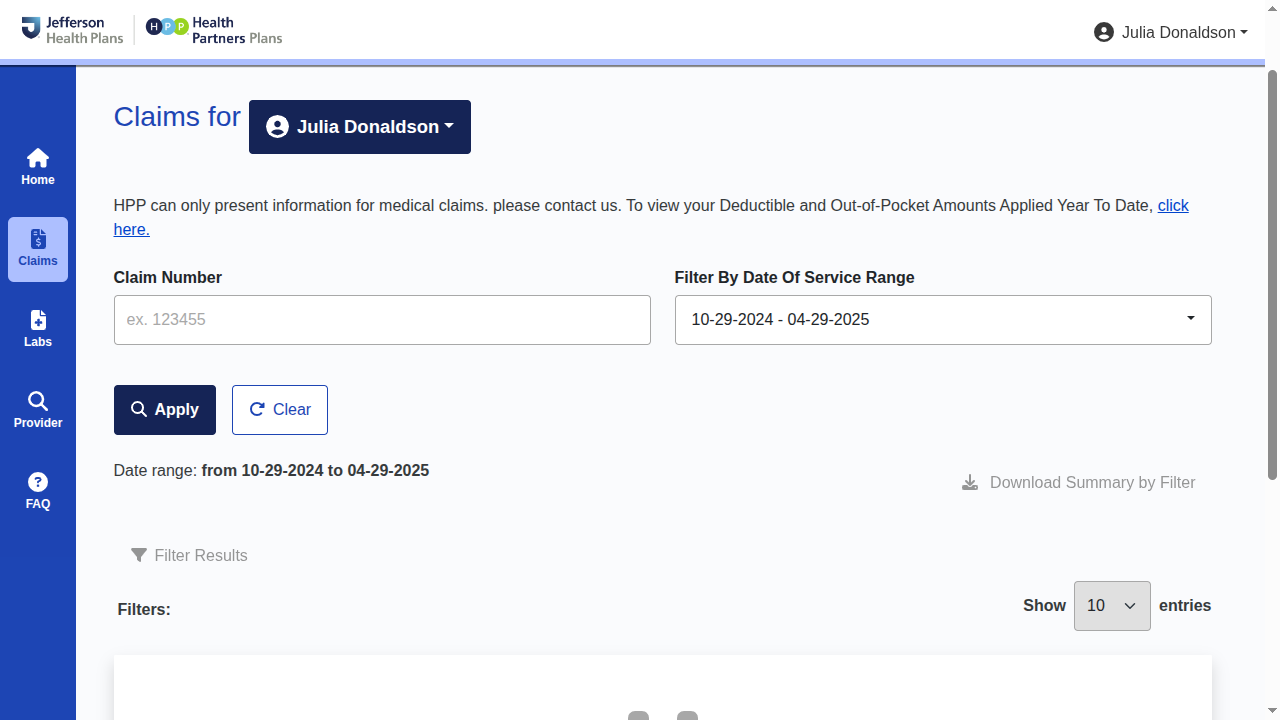 Jefferson
Health Plans
HPP
Health
Partners Plans
Julia Donaldson
Home
Claims
Labs
Provider
FAQ
Claims for
Julia Donaldson
HPP can only present information for medical claims. please contact us. To view your Deductible and Out-of-Pocket Amounts Applied Year To Date, click
here.
Claim Number
Filter By Date Of Service Range
ex. 123455
10-29-2024 - 04-29-2025
Apply
Clear
Date range: from 10-29-2024 to 04-29-2025
Download Summary by Filter
Filter Results
Filters:
Show 10 entries